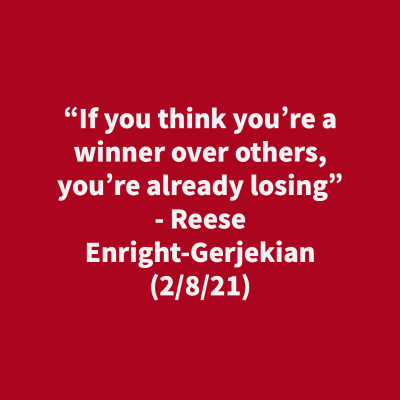 “If you think you’re a
winner over others,
you’re already losing”
- Reese
Enright-Gerjekian
(2/8/21)